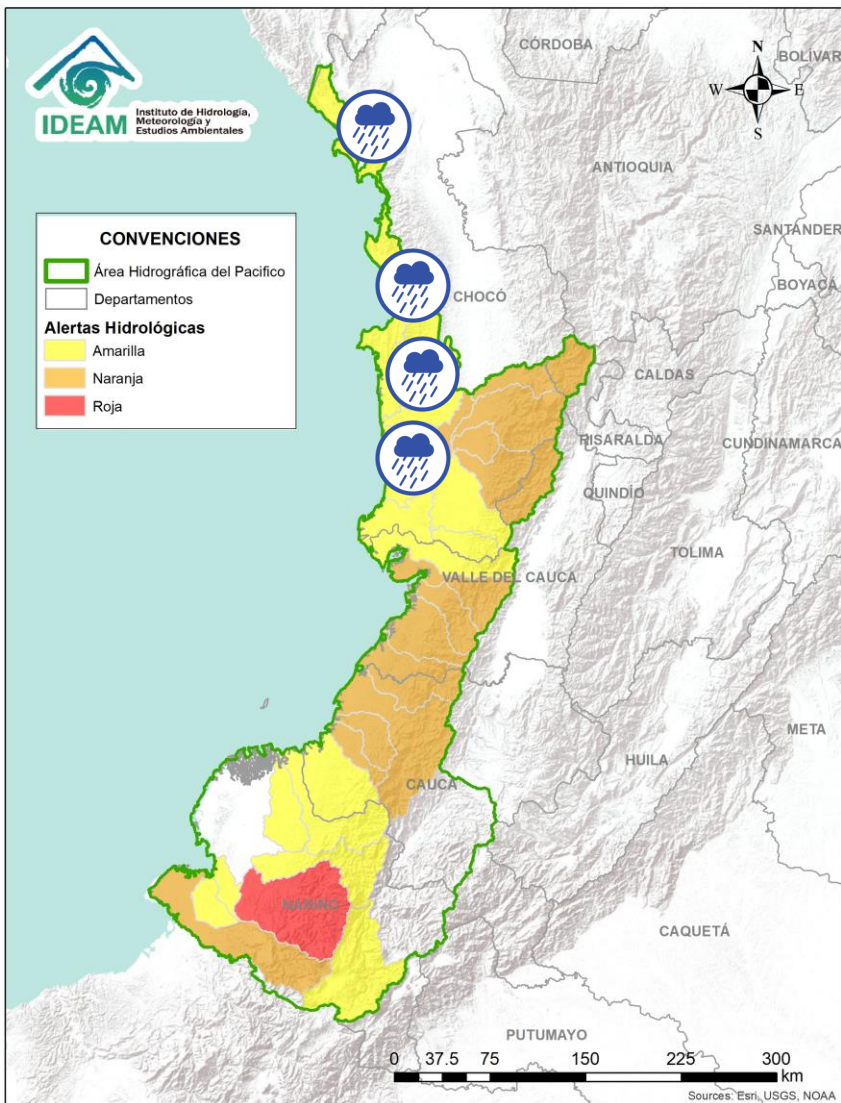 IDEAM
Instituto de Hidrología,
Meteorología y
Estudios Ambientales
CÓRDOBA
BOLÍVAR
N
W E
S
ANTIOQUIA
SANTANDER
CONVENCIONES
Área Hidrográfica del Pacifico
Departamentos
Alertas Hidrológicas
Amarilla
Naranja
Roja
BOYACÁ
CHOCÓ
CALDAS
RISARALDA
CUNDINAMARCA
QUINDÍO
TOLIMA
VALLE DEL CAUCA
META
HUILA
CAUCA
NARIÑO
CAQUETÁ
PUTUMAYO
0 37.5 75 150 225 300
km
Sources: Esri, USGS, NOAA